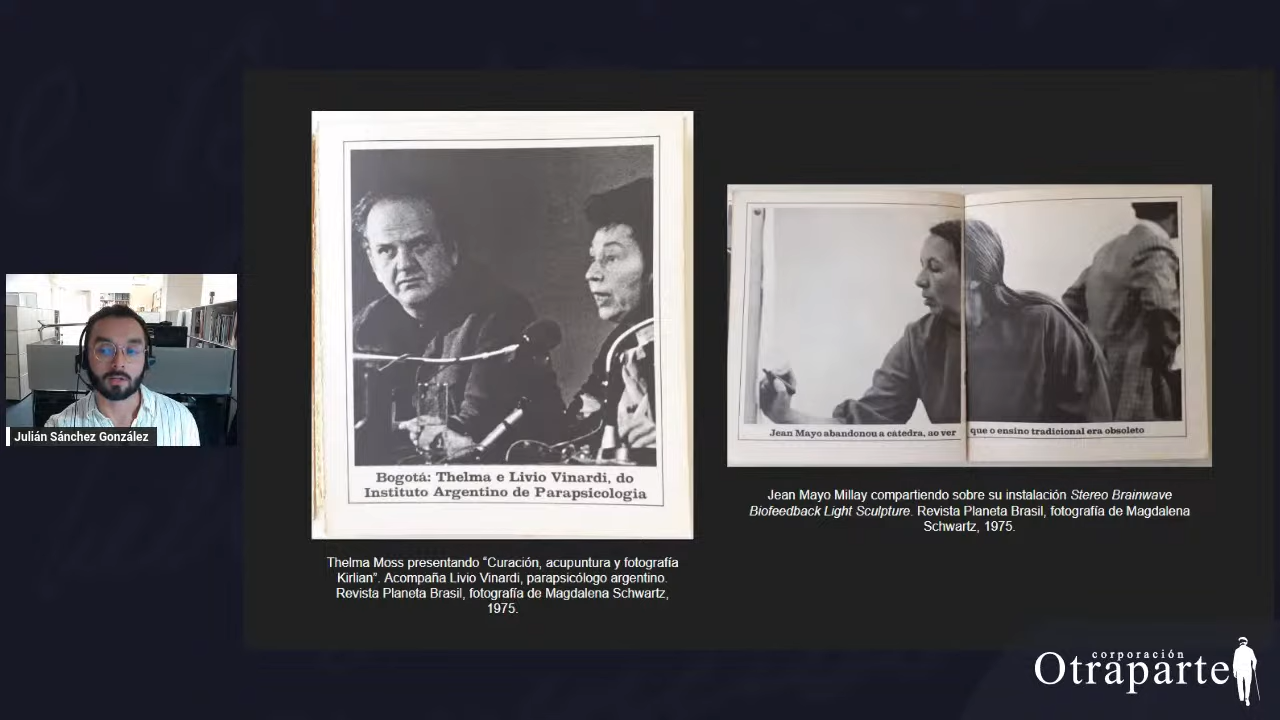 Bogotá: Thelma e Livio Vinardi, do
Instituto Argentino de Parapsicologia
Thelma Moss presentando “Curación, acupuntura y fotografía
Kirlian”. Acompaña Livio Vinardi, parapsicólogo argentino.
Revista Planeta Brasil, fotografía de Magdalena Schwartz,
1975.
Jean Mayo abandonou a cátedra, ao ver que o ensino tradicional era obsoleto
Jean Mayo Millay compartiendo sobre su instalación Stereo Brainwave
Biofeedback Light Sculpture. Revista Planeta Brasil, fotografía de Magdalena
Schwartz, 1975.
Julián Sánchez González
corporación
Otraparte